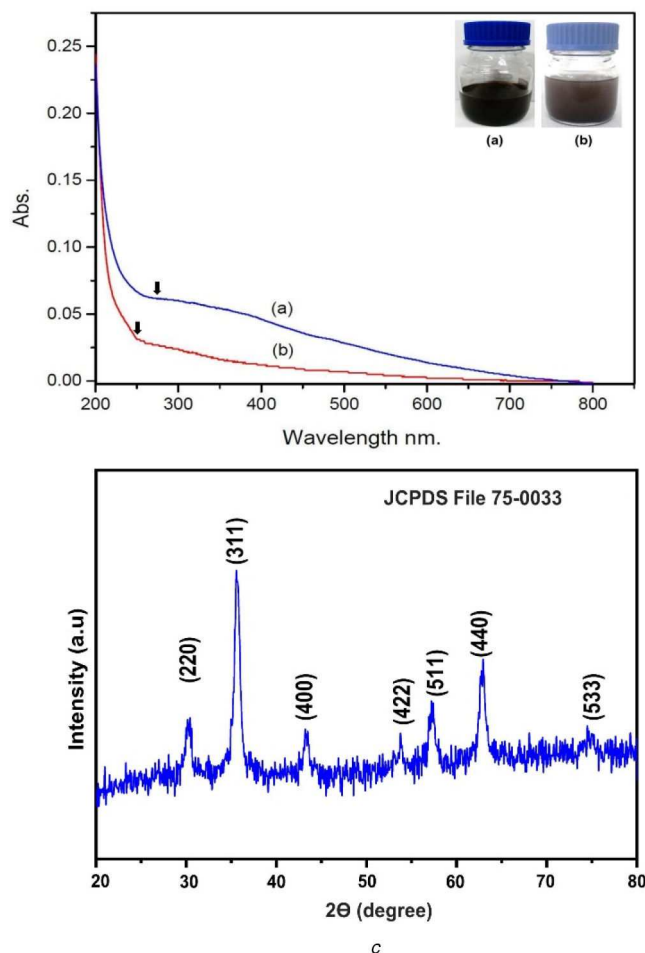 0.25
0.20
0.15
0.10
0.05
0.00
Abs.
(a) (b)
(a)
(b)
200 300 400 500 600 700 800
Wavelength nm.
JCPDS File 75-0033
Intensity (a.u)
(220)
(311)
(400)
(422)
(511)
(440)
(533)
20 30 40 50 60 70 80
2Ɵ (degree)
c